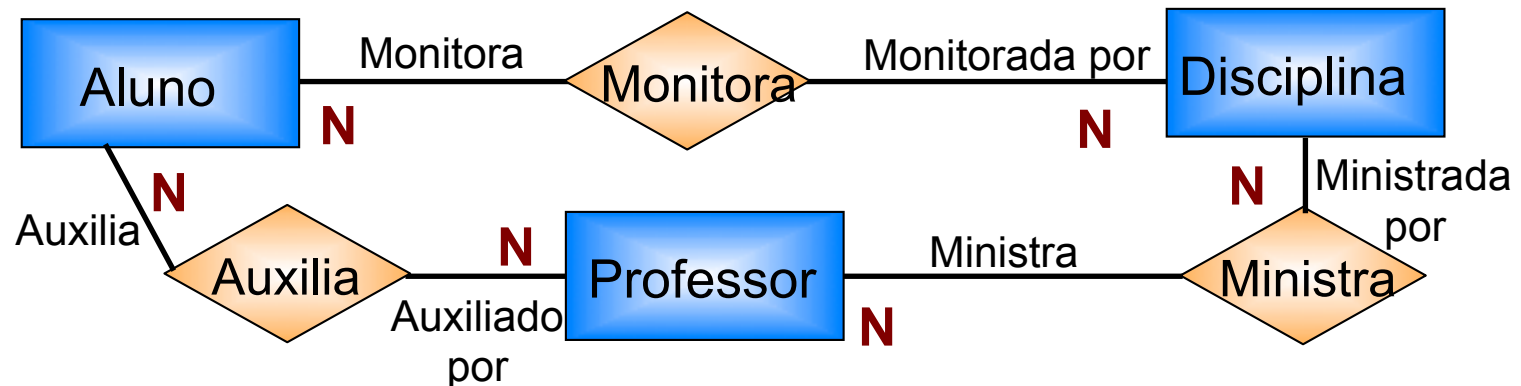 Aluno
Monitora
Monitora
Monitorada por
Disciplina
N
N
N
Auxilia
Auxilia
N
Auxiliado
por
Professor
Ministra
N
N
Ministrada
por
Ministra